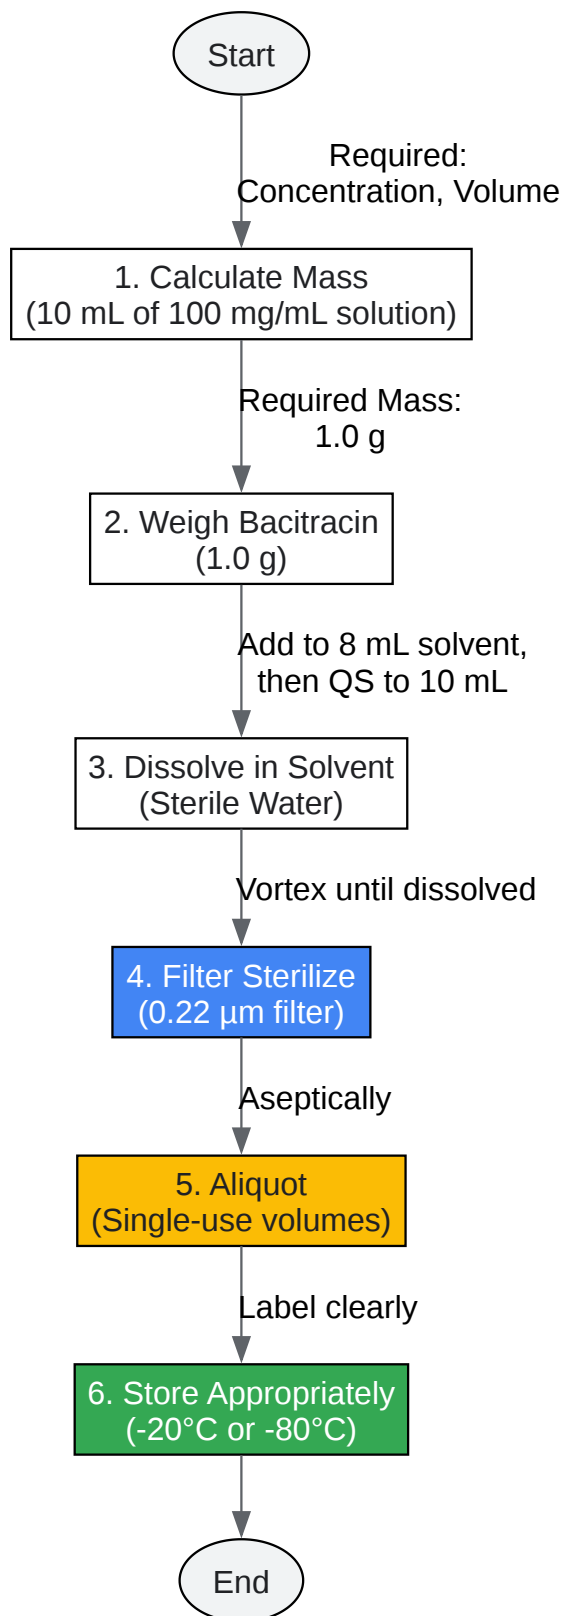 Start
Required:
Concentration, Volume
1. Calculate Mass
(10 mL of 100 mg/mL solution)
Required Mass:
1.0 g
2. Weigh Bacitracin
(1.0 g)
Add to 8 mL solvent,
then QS to 10 mL
3. Dissolve in Solvent
(Sterile Water)
Vortex until dissolved
4. Filter Sterilize
(0.22 µm filter)
Aseptically
5. Aliquot
(Single-use volumes)
Label clearly
6. Store Appropriately
(-20°C or -80°C)
End